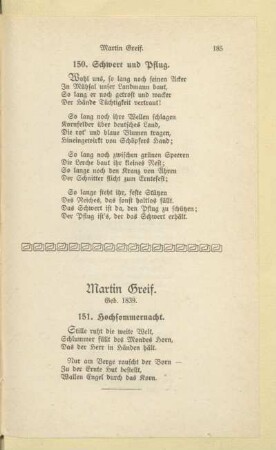 Martin Greif. 185
150. Schwert und Pflug.
Wohl uns, so lang noch seinen Acker
In Mühsal unser Landmann baut,
So lang er noch getrost und wacker
Der Hände Tüchtigkeit vertraut!
So lang noch ihre Wellen schlagen
Kornfelder über deutsches Land,
Die rot' und blaue Blumen tragen,
Hineingewirkt von Schöpfers Hand;
So lang noch zwischen grünen Sparren
Die Lerche baut ihr kleines Nest;
So lange noch den Kranz von Ähren
Der Schnitter flicht zum Erntefest;
So lange steht ihr, feste Stützen
Des Reiches, das sonst haltlos fällt.
Das Schwert ist da, den Pflug zu schützen;
Der Pflug ist's, der das Schwert erhält.
Martin Greif.
Geb. 1839.
151. Hochsommernacht.
Stille ruht die weite Welt,
Schlummer füllt des Mondes Horn,
Das der Herr in Händen hält.
Nur am Berge rauscht der Born —
Zu der Ernte Hut bestellt,
Wallen Engel durch das Korn.